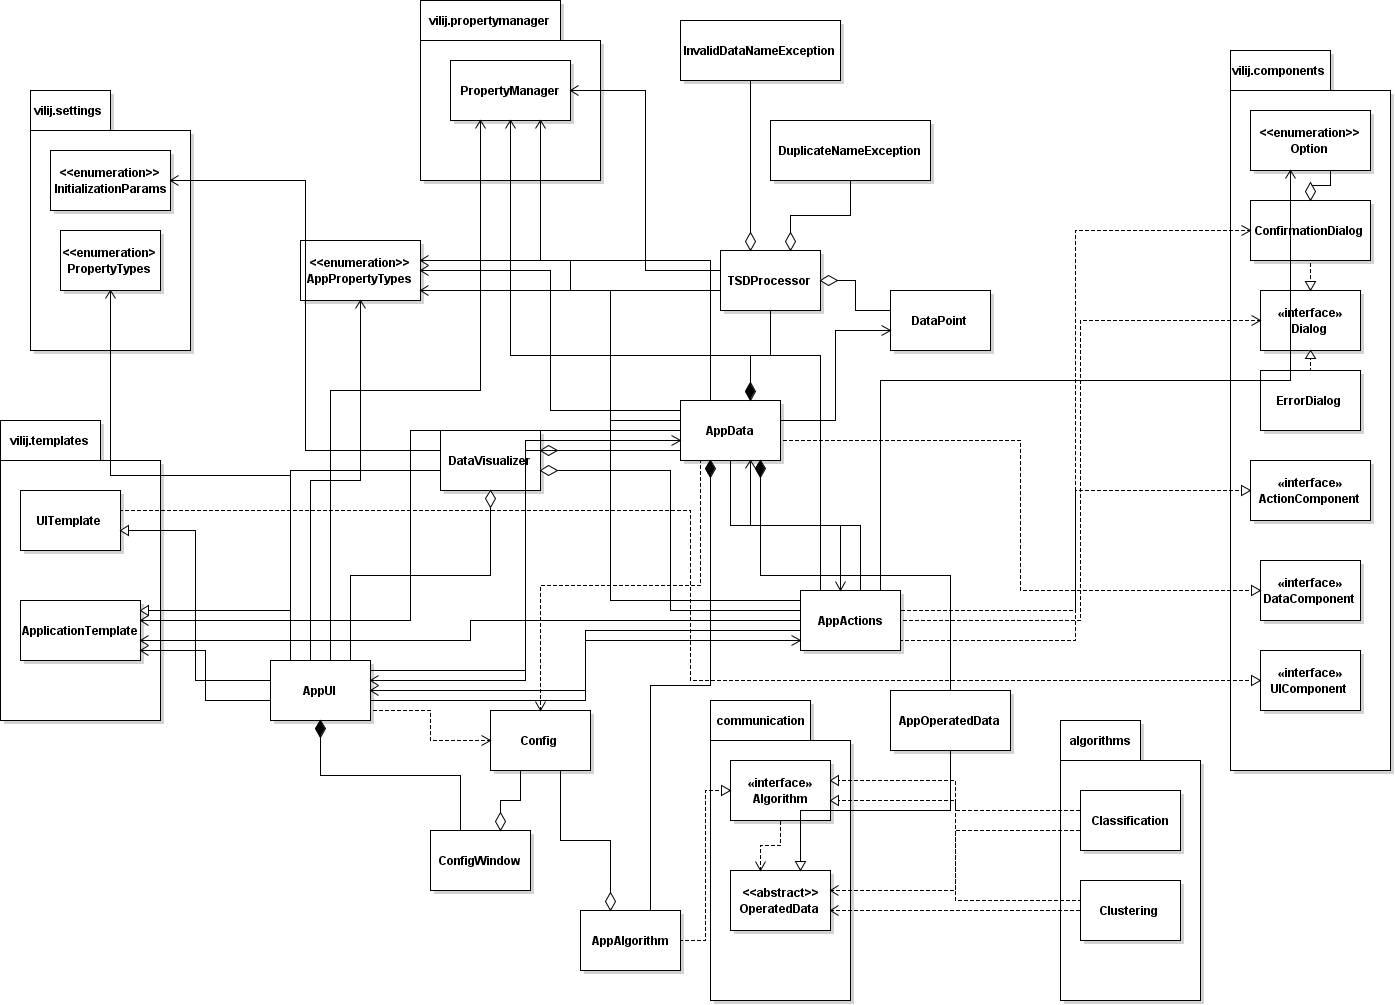 vilij.propertymanager
PropertyManager
InvalidDataNameException
vilij.components
<<enumeration>>
Option
vilij.settings
<<enumeration>>
InitializationParams
<<enumeration>
PropertyTypes
DuplicateNameException
ConfirmationDialog
<<enumeration>>
AppPropertyTypes
TSDProcessor
DataPoint
«interface»
Dialog
ErrorDialog
vilij.templates
UITemplate
ApplicationTemplate
DataVisualizer
AppData
«interface»
ActionComponent
«interface»
DataComponent
AppActions
«interface»
UIComponent
AppUI
Config
communication
AppOperatedData
algorithms
«interface»
Algorithm
Classification
ConfigWindow
<<abstract>>
OperatedData
Clustering
AppAlgorithm